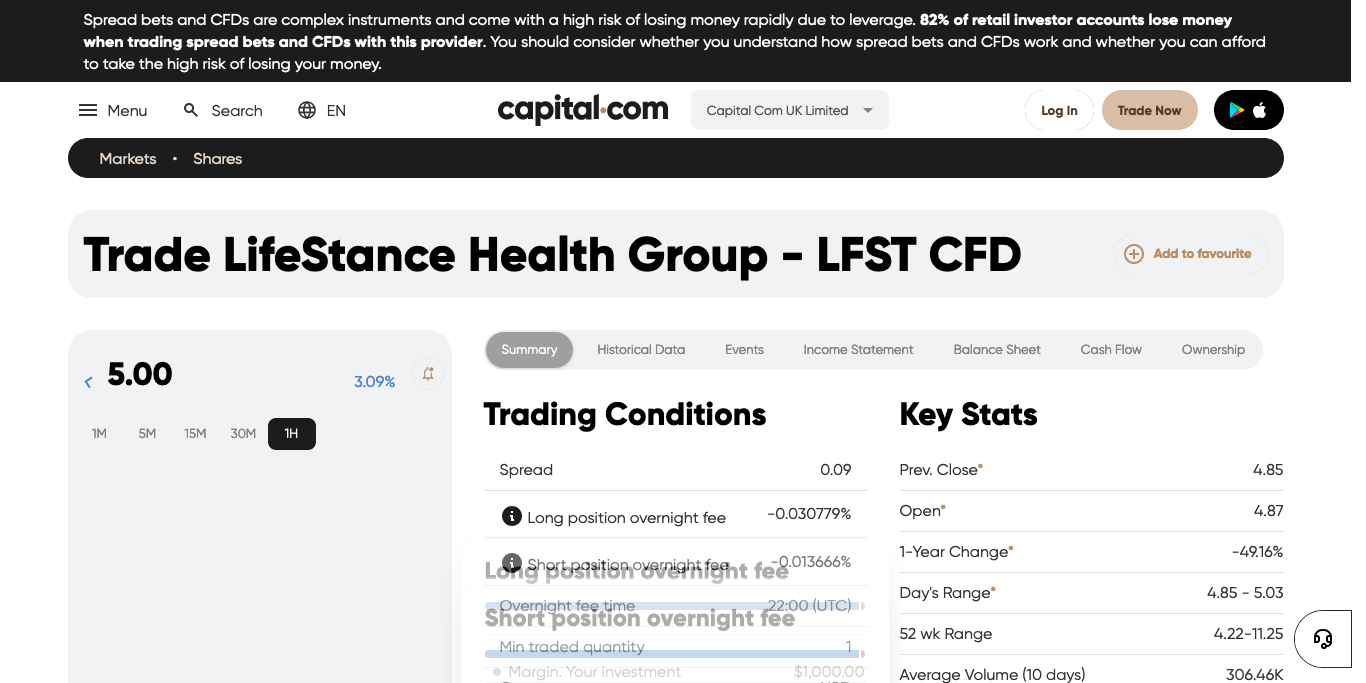 Spread bets and CFDs are complex instruments and come with a high risk of losing money rapidly due to leverage. 82% of retail investor accounts lose money
when trading spread bets and CFDs with this provider. You should consider whether you understand how spread bets and CFDs work and whether you can afford
to take the high risk of losing your money.
Menu Search EN capital.com Capital Com UK Limited Log In Trade Now
Markets • Shares
Trade LifeStance Health Group - LFST CFD Add to favourite
5.00 3.09%
1M 5M 15M 30M 1H
Summary Historical Data Events Income Statement Balance Sheet Cash Flow Ownership
Trading Conditions
Spread 0.09
Long position overnight fee -0.030779%
Short position overnight fee -0.013666%
Long position overnight fee
Overnight fee time 22:00 (UTC)
Short position overnight fee
Min traded quantity 1
Margin. Your investment $1,000.00
Key Stats
Prev. Close* 4.85
Open* 4.87
1-Year Change* -49.16%
Day's Range* 4.85 - 5.03
52 wk Range 4.22-11.25
Average Volume (10 days) 306.46K